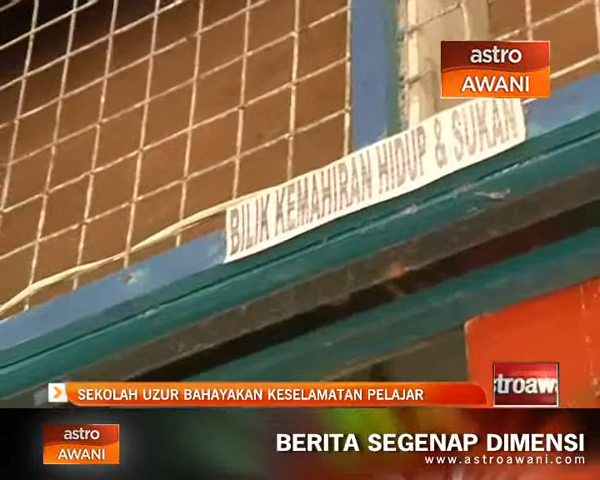 astro
AWANI
BILIK KEMAHIRAN HIDUP & SUKAN
troaw
SEKOLAH UZUR BAHAYAKAN KESELAMATAN PELAJAR
astro
AWANI
BERITA SEGENAP DIMENSI
www.astroawani.com